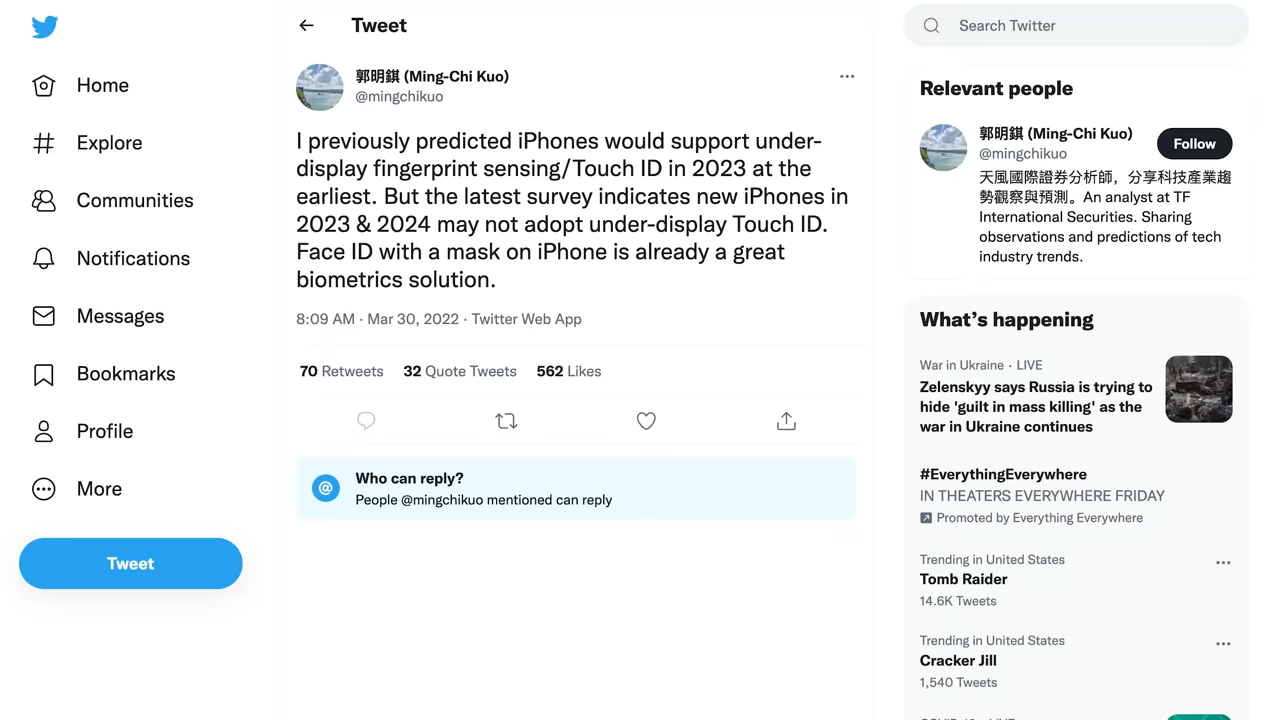 Home
Explore
Communities
Notifications
Messages
Bookmarks
Profile
More
Tweet
Tweet
郭明錤 (Ming-Chi Kuo)
@mingchikuo
I previously predicted iPhones would support under-
display fingerprint sensing/Touch ID in 2023 at the
earliest. But the latest survey indicates new iPhones in
2023 & 2024 may not adopt under-display Touch ID.
Face ID with a mask on iPhone is already a great
biometrics solution.
8:09 AM · Mar 30, 2022 · Twitter Web App
70 Retweets 32 Quote Tweets 562 Likes
@
Who can reply?
People @mingchikuo mentioned can reply
Search Twitter
Relevant people
郭明錤 (Ming-Chi Kuo)
@mingchikuo
Follow
天風國際證券分析師，分享科技產業趨
勢觀察與預測。An analyst at TF
International Securities. Sharing
observations and predictions of tech
industry trends.
What's happening
War in Ukraine · LIVE
Zelenskyy says Russia is trying to
hide 'guilt in mass killing' as the
war in Ukraine continues
#EverythingEverywhere
IN THEATERS EVERYWHERE FRIDAY
Promoted by Everything Everywhere
Trending in United States
Tomb Raider
14.6K Tweets
Trending in United States
Cracker Jill
1,540 Tweets